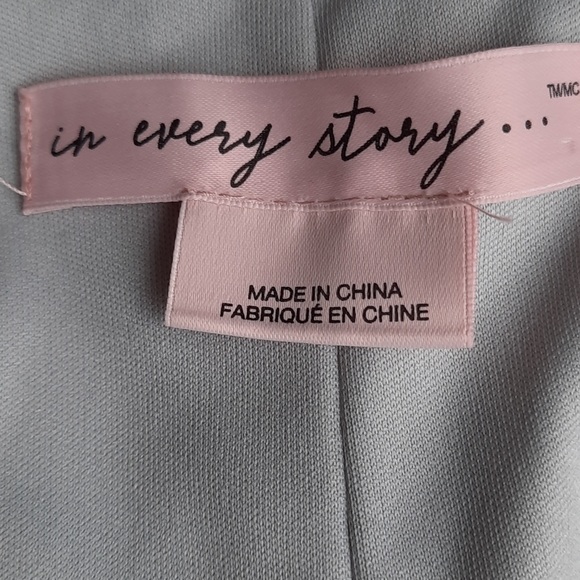 in every story... TM/MC
MADE IN CHINA
FABRIQUÉ EN CHINE